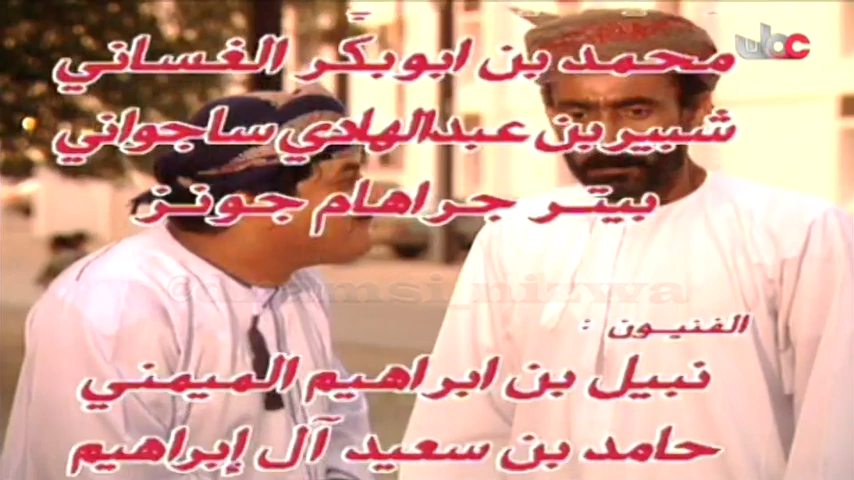 محمد بن ابوبكر الغساني
شبير بن عبدالهادي ساجواني
بيتر جراهام جونز
@dramsi_nizwa
الفنيون :
نبيل بن ابراهيم الميمني
حامد بن سعيد آل إبراهيم